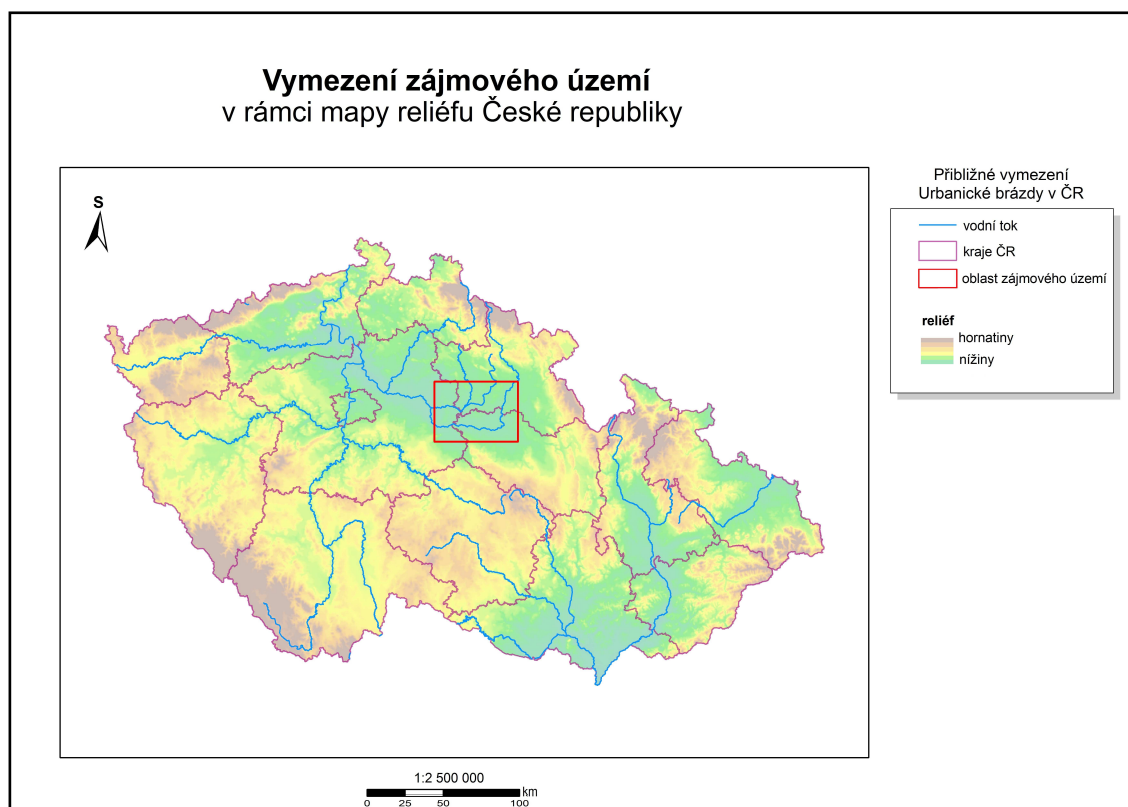 Vymezení zájmového území
v rámci mapy reliéfu České republiky
S
Přibližné vymezení
Urbanické brázdy v ČR
vodní tok
kraje ČR
oblast zájmového území
reliéf
hornatiny
nížiny
1:2 500 000
km
0 25 50 100